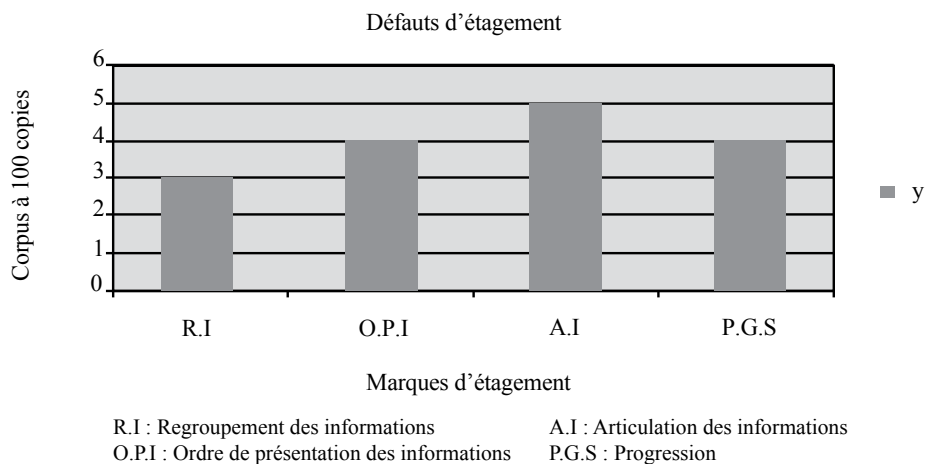 Défauts d’étagement
Corpus à 100 copies
6
5
4
3
2
1
0
y
R.I
O.P.I
A.I
P.G.S
Marques d’étagement
R.I : Regroupement des informations
A.I : Articulation des informations
O.P.I : Ordre de présentation des informations
P.G.S : Progression